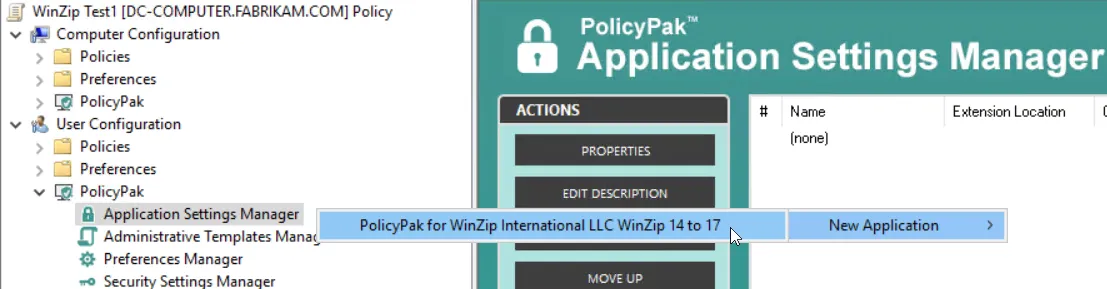 WinZip Test1 [DC-COMPUTER.FABRIKAM.COM] Policy
Computer Configuration
Policies
Preferences
PolicyPak
User Configuration
Policies
Preferences
PolicyPak
Application Settings Manager
Administrative Templates Mana
Preferences Manager
Security Settings Manager
PolicyPak™
Application Settings Manager
ACTIONS
PROPERTIES
EDIT DESCRIPTION
MOVE UP
# Name Extension Location
(none)
PolicyPak for WinZip International LLC WinZip 14 to 17
New Application